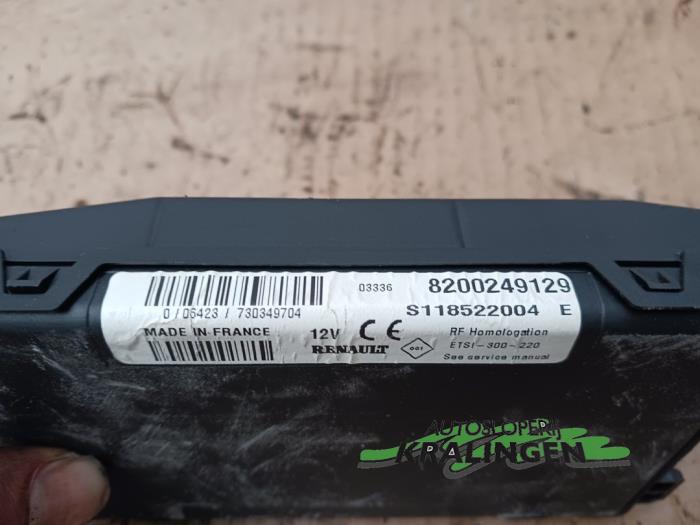 03336 8200249129
0 / 06423 / 730349704 S118522004 E
MADE IN FRANCE 12V CE RF Homologation
RENAULT 001 ETSI-300-220
See service manual
AUTOSLOPERIJ
KRALINGEN